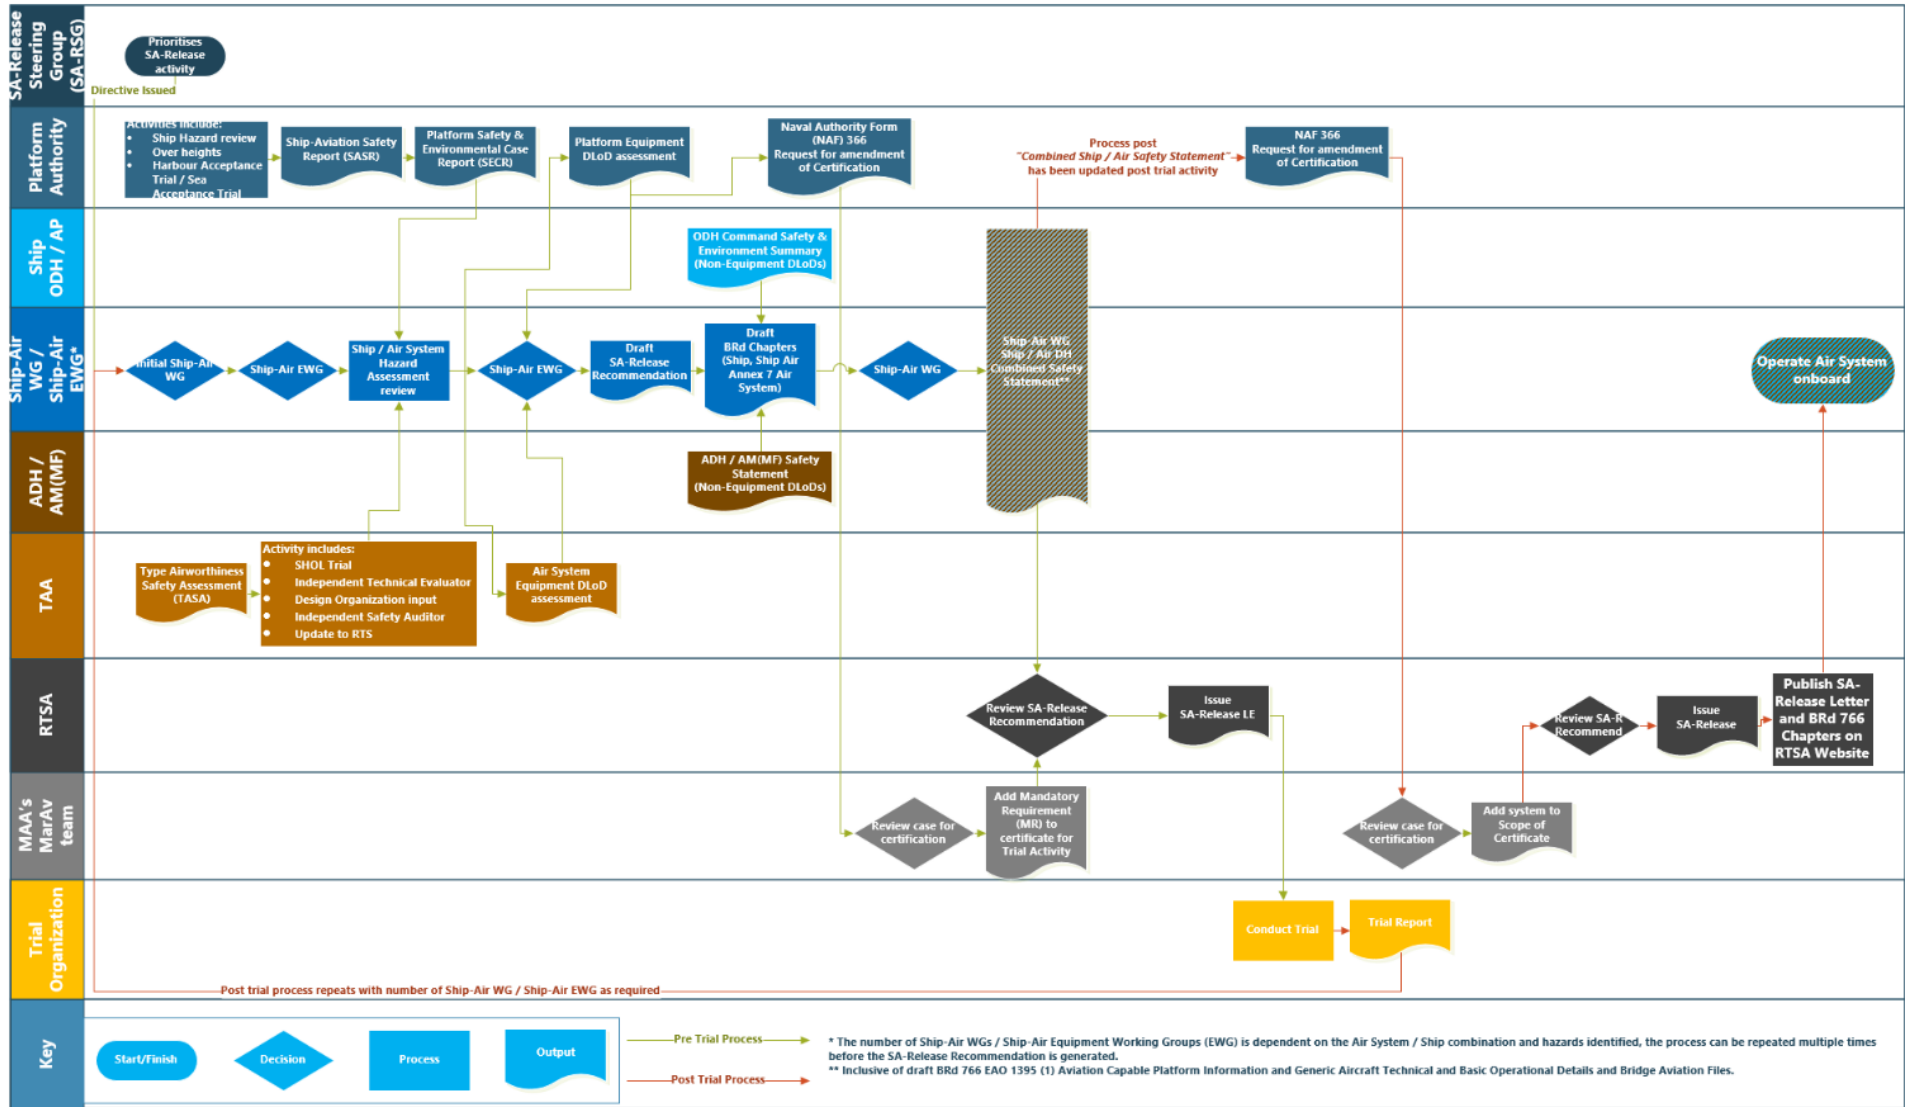 SA-Release
Steering
Group
(SA-RSG)
Prioritises
SA-Release
activity
Directive Issued
Platform
Authority
Activities include:
• Ship Hazard review
• Over heights
• Harbour Acceptance
Trial / Sea
Acceptance Trial
Ship-Aviation Safety
Report (SASR)
Platform Safety &
Environmental Case
Report (SECR)
Platform Equipment
DLoD assessment
Naval Authority Form
(NAF) 366
Request for amendment
of Certification
Process post
"Combined Ship / Air Safety Statement"
has been updated post trial activity
NAF 366
Request for amendment
of Certification
Ship
ODH / AP
ODH Command Safety &
Environment Summary
(Non-Equipment DLoDs)
Ship-Air
WG /
Ship-Air
EWG*
Initial Ship-Air
WG
Ship-Air EWG
Ship / Air System
Hazard
Assessment
review
Ship-Air EWG
Draft
SA-Release
Recommendation
Draft
BRd Chapters
(Ship, Ship Air
Annex 7 Air
System)
Ship-Air WG
Ship-Air WG
Ship / Air DH
Combined Safety
Statement**
Operate Air System
onboard
ADH /
AM(MF)
ADH / AM(MF) Safety
Statement
(Non-Equipment DLoDs)
TAA
Type Airworthiness
Safety Assessment
(TASA)
Activity includes:
• SHOL Trial
• Independent Technical Evaluator
• Design Organization input
• Independent Safety Auditor
• Update to RTS
Air System
Equipment DLoD
assessment
RTSA
Review SA-Release
Recommendation
Issue
SA-Release LE
Review SA-R
Recommend
Issue
SA-Release
Publish SA-
Release Letter
and BRd 766
Chapters on
RTSA Website
MAA's
MarAv
team
Review case for
certification
Add Mandatory
Requirement
(MR) to
certificate for
Trial Activity
Review case for
certification
Add system to
Scope of
Certificate
Trial
Organization
Conduct Trial
Trial Report
Post trial process repeats with number of Ship-Air WG / Ship-Air EWG as required
Key
Start/Finish
Decision
Process
Output
Pre Trial Process
Post Trial Process
* The number of Ship-Air WGs / Ship-Air Equipment Working Groups (EWG) is dependent on the Air System / Ship combination and hazards identified, the process can be repeated multiple times
before the SA-Release Recommendation is generated.
** Inclusive of draft BRd 766 EAO 1395 (1) Aviation Capable Platform Information and Generic Aircraft Technical and Basic Operational Details and Bridge Aviation Files.